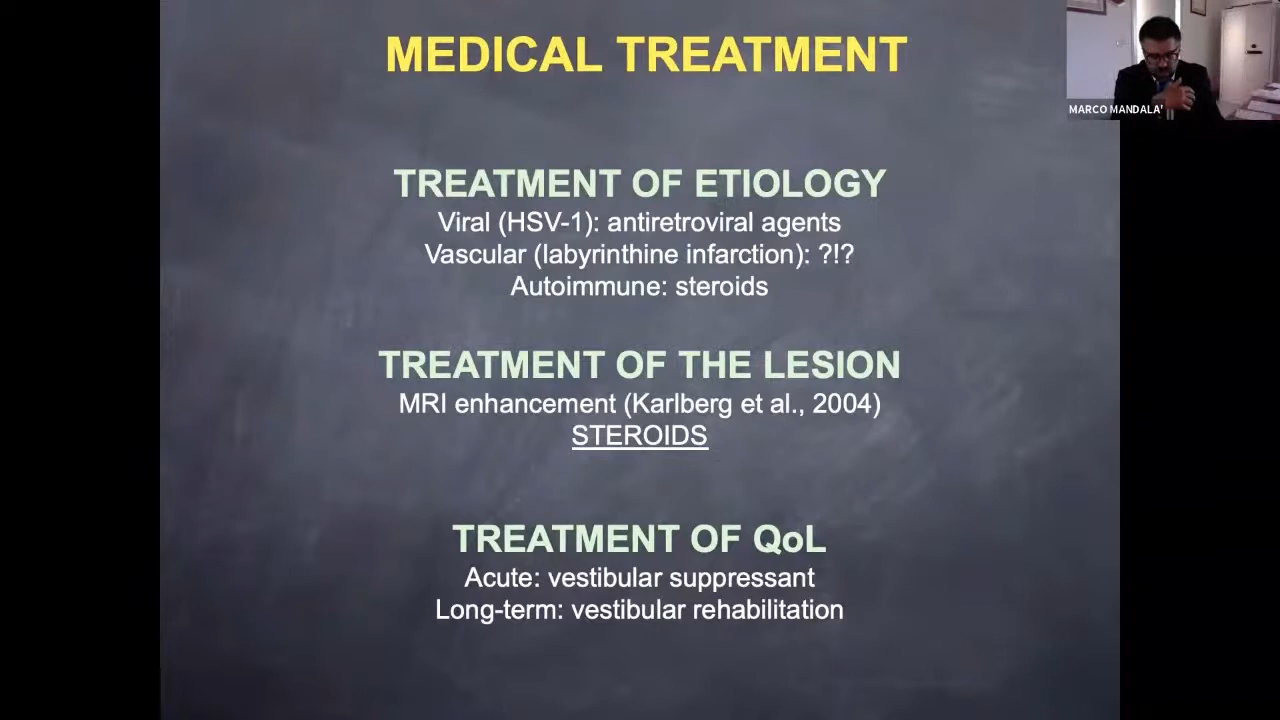 MEDICAL TREATMENT
MARCO MANDALA'
TREATMENT OF ETIOLOGY
Viral (HSV-1): antiretroviral agents
Vascular (labyrinthine infarction): ?!?
Autoimmune: steroids
TREATMENT OF THE LESION
MRI enhancement (Karlberg et al., 2004)
STEROIDS
TREATMENT OF QoL
Acute: vestibular suppressant
Long-term: vestibular rehabilitation